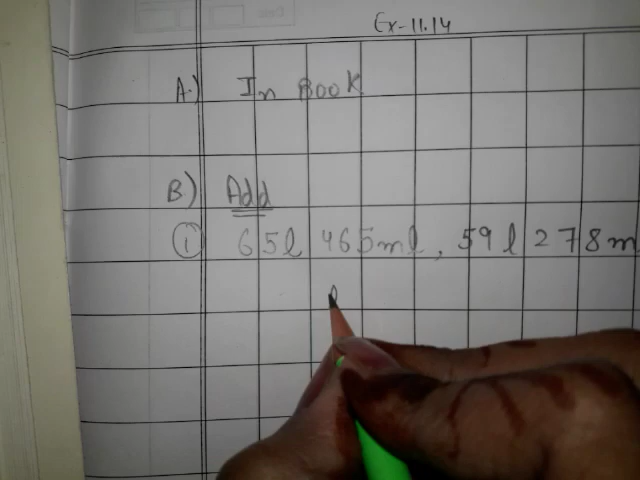 Ex-11.14
A.) In Book
B.) Add
(i) 65l 465ml, 59l 278m
l